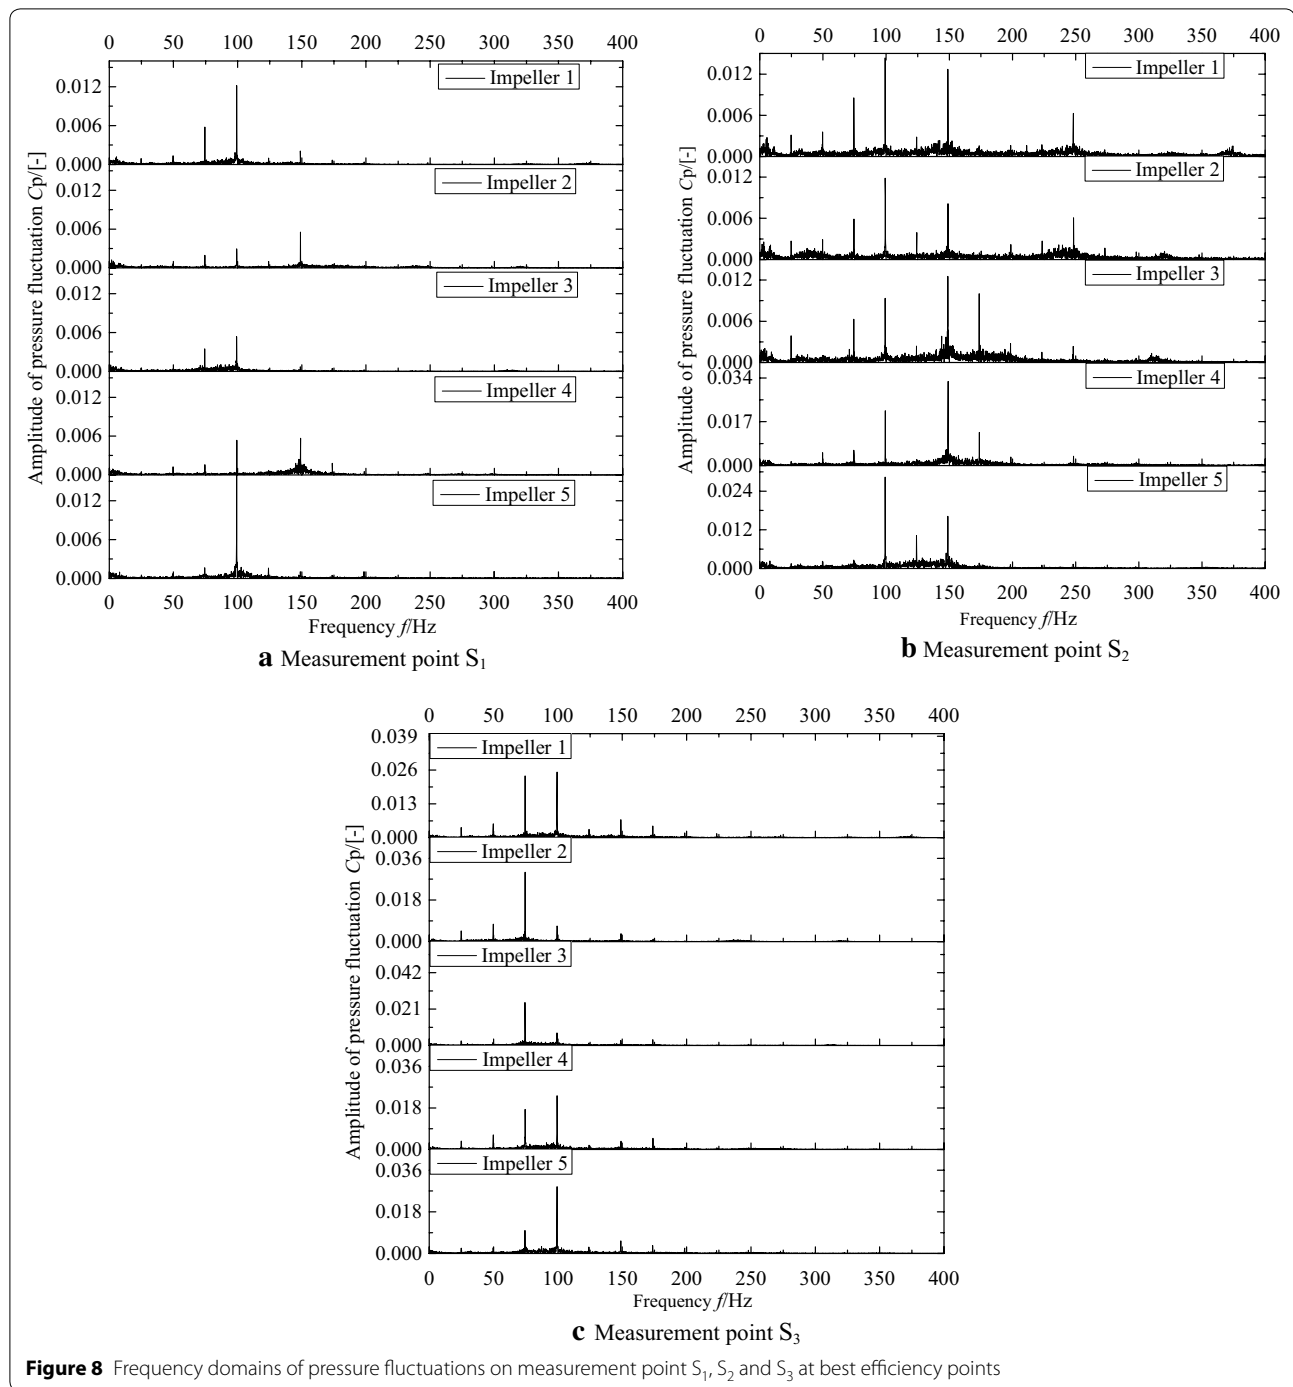 0 50 100 150 200 250 300 350 400
Impeller 1
0.012
0.006
0.000
Impeller 2
0.012
0.006
0.000
Impeller 3
0.012
0.006
0.000
Impeller 4
0.012
0.006
0.000
Impeller 5
0.012
0.006
0.000
Amplitude of pressure fluctuation Cp/[-]
0 50 100 150 200 250 300 350 400
Frequency f/Hz
a Measurement point S1
0 50 100 150 200 250 300 350 400
Impeller 1
0.012
0.006
0.000
Impeller 2
0.012
0.006
0.000
Impeller 3
0.012
0.006
0.000
Imepller 4
0.034
0.017
0.000
Impeller 5
0.024
0.012
0.000
Amplitude of pressure fluctuation Cp/[-]
0 50 100 150 200 250 300 350 400
Frequency f/Hz
b Measurement point S2
0 50 100 150 200 250 300 350 400
0.039
Impeller 1
0.026
0.013
0.000
Impeller 2
0.036
0.018
0.000
Impeller 3
0.042
0.021
0.000
Impeller 4
0.036
0.018
0.000
Impeller 5
0.036
0.018
0.000
Amplitude of pressure fluctuation Cp/[-]
0 50 100 150 200 250 300 350 400
Frequency f/Hz
c Measurement point S3
Figure 8 Frequency domains of pressure fluctuations on measurement point S1, S2 and S3 at best efficiency points